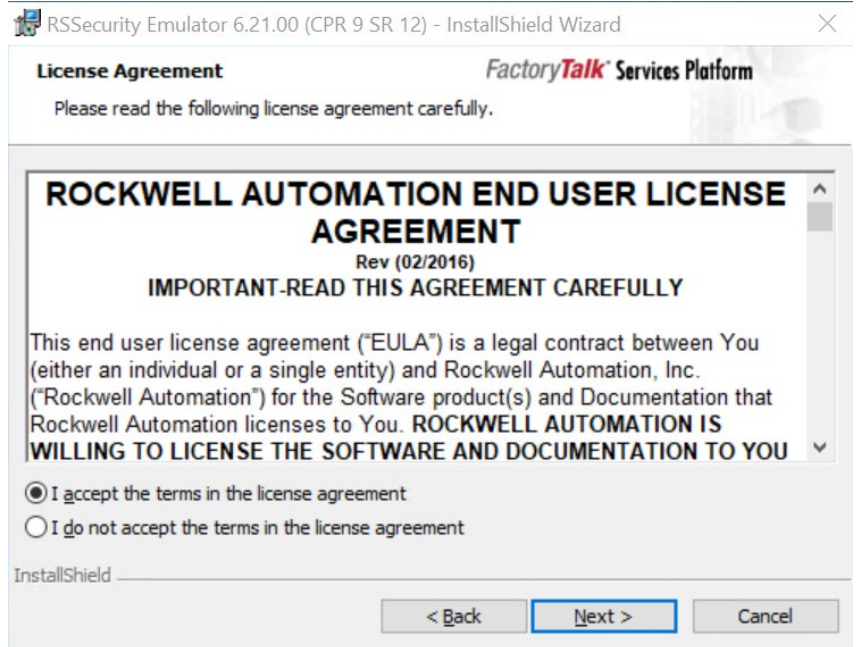 RSSecurity Emulator 6.21.00 (CPR 9 SR 12) - InstallShield Wizard
License Agreement
FactoryTalk® Services Platform
Please read the following license agreement carefully.
ROCKWELL AUTOMATION END USER LICENSE
AGREEMENT
Rev (02/2016)
IMPORTANT-READ THIS AGREEMENT CAREFULLY
This end user license agreement (“EULA”) is a legal contract between You
(either an individual or a single entity) and Rockwell Automation, Inc.
(“Rockwell Automation”) for the Software product(s) and Documentation that
Rockwell Automation licenses to You. ROCKWELL AUTOMATION IS
WILLING TO LICENSE THE SOFTWARE AND DOCUMENTATION TO YOU
I accept the terms in the license agreement
I do not accept the terms in the license agreement
InstallShield
< Back
Next >
Cancel